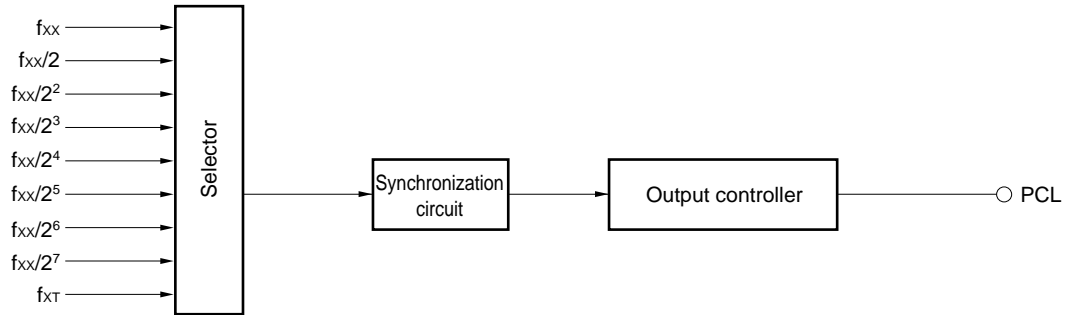 fXX
fXX/2
fXX/2²
fXX/2³
fXX/2⁴
fXX/2⁵
fXX/2⁶
fXX/2⁷
fXT
Selector
Synchronization
circuit
Output controller
PCL